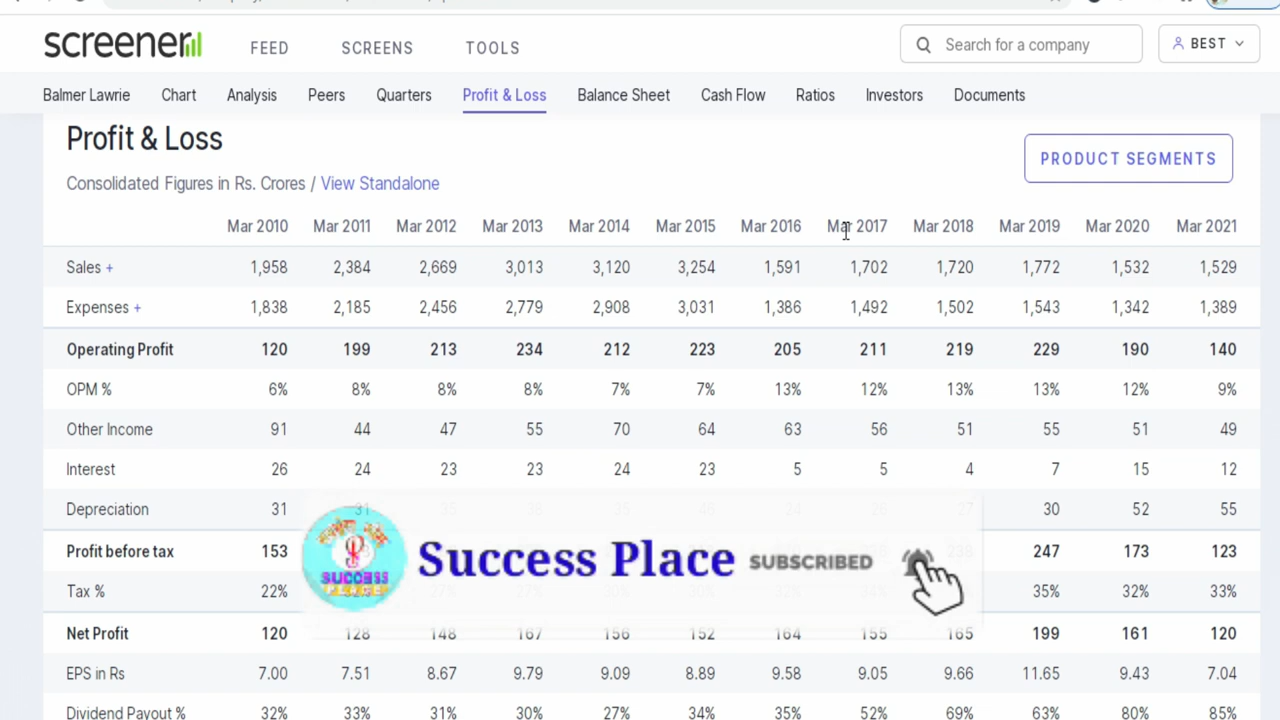 screener
FEED SCREENS TOOLS
Search for a company
BEST
Balmer Lawrie Chart Analysis Peers Quarters Profit & Loss Balance Sheet Cash Flow Ratios Investors Documents
Profit & Loss
PRODUCT SEGMENTS
Consolidated Figures in Rs. Crores / View Standalone
Mar 2010 Mar 2011 Mar 2012 Mar 2013 Mar 2014 Mar 2015 Mar 2016 Mar 2017 Mar 2018 Mar 2019 Mar 2020 Mar 2021
Sales + 1,958 2,384 2,669 3,013 3,120 3,254 1,591 1,702 1,720 1,772 1,532 1,529
Expenses + 1,838 2,185 2,456 2,779 2,908 3,031 1,386 1,492 1,502 1,543 1,342 1,389
Operating Profit 120 199 213 234 212 223 205 211 219 229 190 140
OPM % 6% 8% 8% 8% 7% 7% 13% 12% 13% 13% 12% 9%
Other Income 91 44 47 55 70 64 63 56 51 55 51 49
Interest 26 24 23 23 24 23 5 5 4 7 15 12
Depreciation 31 31 30 52 55
Profit before tax 153 247 173 123
Success Place SUBSCRIBED
SUCCESS
Tax % 22% 35% 32% 33%
Net Profit 120 128 148 167 156 152 164 155 165 199 161 120
EPS in Rs 7.00 7.51 8.67 9.79 9.09 8.89 9.58 9.05 9.66 11.65 9.43 7.04
Dividend Payout % 32% 33% 31% 30% 27% 34% 35% 52% 69% 63% 80% 85%